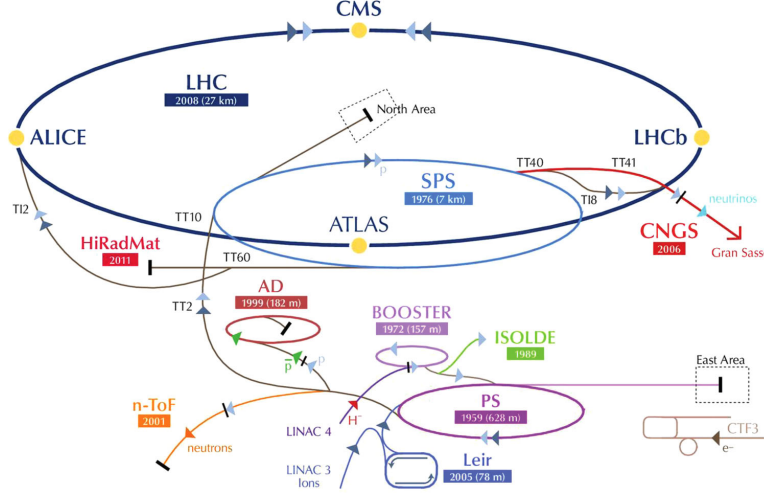 CMS
LHC
2008 (27 km)
North Area
ALICE
LHCb
TT40
TT41
p
SPS
1976 (7 km)
TI8
neutrinos
TI2
TT10
ATLAS
CNGS
2006
Gran Sasso
HiRadMat
2011
TT60
AD
1999 (182 m)
TT2
BOOSTER
1972 (157 m)
ISOLDE
1989
p̅
p
East Area
n-ToF
2001
PS
1959 (628 m)
neutrons
LINAC 4
H⁻
CTF3
e-
LINAC 3
Ions
Leir
2005 (78 m)